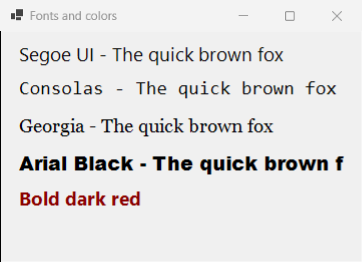 Fonts and colors
Segoe UI - The quick brown fox
Consolas - The quick brown fox
Georgia - The quick brown fox
Arial Black - The quick brown f
Bold dark red